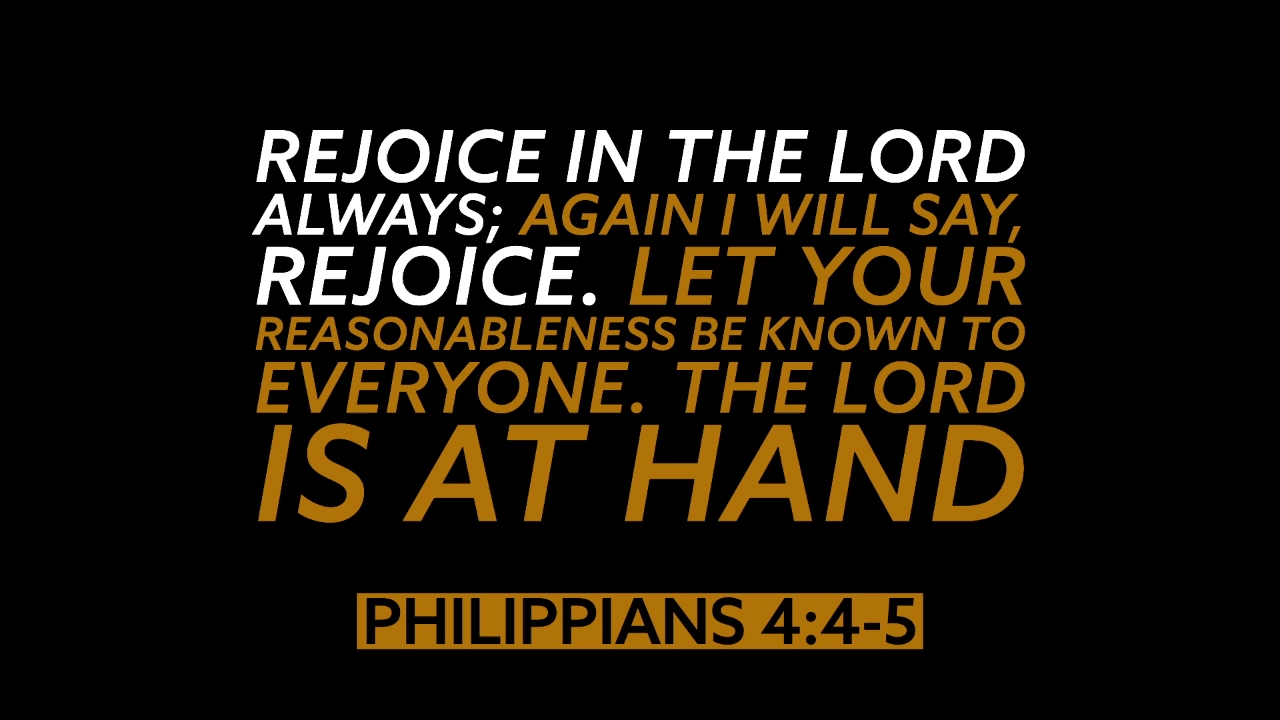 REJOICE IN THE LORD
ALWAYS; AGAIN I WILL SAY,
REJOICE. LET YOUR
REASONABLENESS BE KNOWN TO
EVERYONE. THE LORD
IS AT HAND
PHILIPPIANS 4:4-5